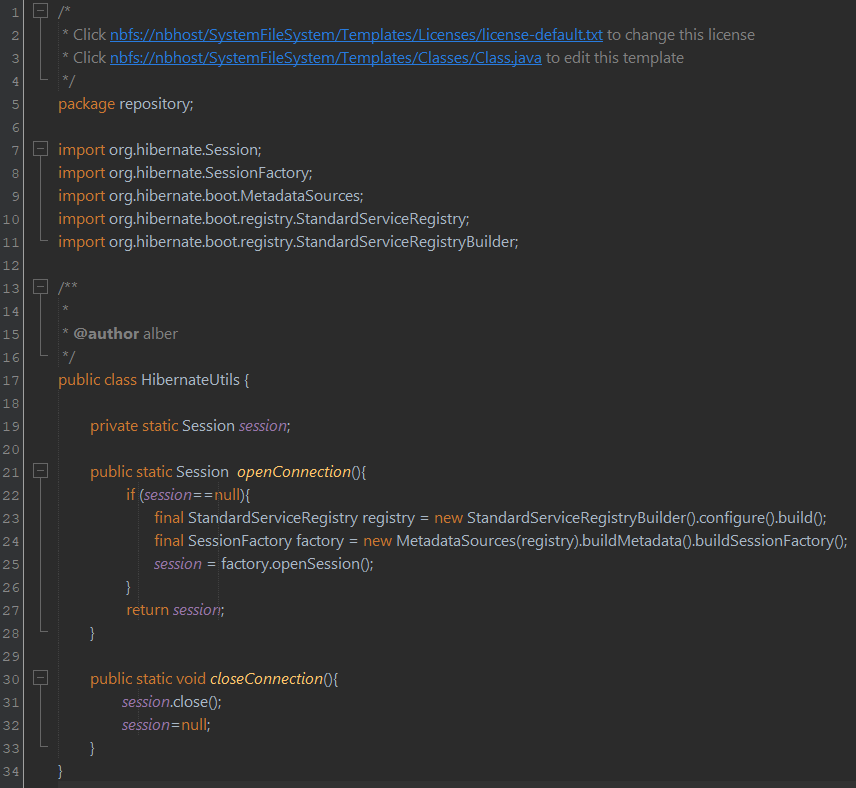 1 /*
2  * Click nbfs://nbhost/SystemFileSystem/Templates/Licenses/license-default.txt to change this license
3  * Click nbfs://nbhost/SystemFileSystem/Templates/Classes/Class.java to edit this template
4  */
5 package repository;
6
7 import org.hibernate.Session;
8 import org.hibernate.SessionFactory;
9 import org.hibernate.boot.MetadataSources;
10 import org.hibernate.boot.registry.StandardServiceRegistry;
11 import org.hibernate.boot.registry.StandardServiceRegistryBuilder;
12
13 /**
14  *
15  * @author alber
16  */
17 public class HibernateUtils {
18
19     private static Session session;
20
21     public static Session  openConnection(){
22         if (session==null){
23             final StandardServiceRegistry registry = new StandardServiceRegistryBuilder().configure().build();
24             final SessionFactory factory = new MetadataSources(registry).buildMetadata().buildSessionFactory();
25             session = factory.openSession();
26         }
27         return session;
28     }
29
30     public static void closeConnection(){
31         session.close();
32         session=null;
33     }
34 }